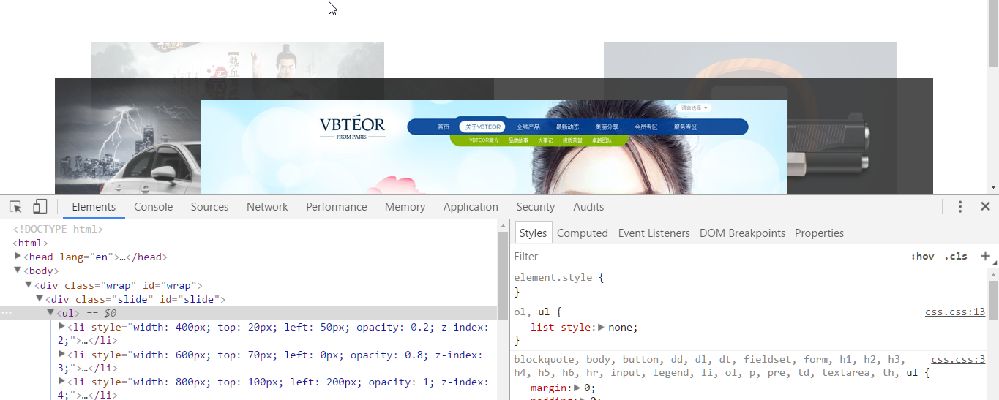 熱血
语言选择
VBTÉOR
FROM PARIS
首页 关于VBTEOR 全线产品 最新动态 美丽分享 会员专区 服务专区
VBTEOR简介 品牌故事 大事记 资质荣誉 卓越团队
Elements Console Sources Network Performance Memory Application Security Audits
<!DOCTYPE html>
<html>
<head lang="en">…</head>
<body>
<div class="wrap" id="wrap">
<div class="slide" id="slide">
<ul> == $0
<li style="width: 400px; top: 20px; left: 50px; opacity: 0.2; z-index:
2;">…</li>
<li style="width: 600px; top: 70px; left: 0px; opacity: 0.8; z-index:
3;">…</li>
<li style="width: 800px; top: 100px; left: 200px; opacity: 1; z-index:
4;">…</li>
Styles Computed Event Listeners DOM Breakpoints Properties
Filter :hov .cls
element.style {
}
ol, ul { css.css:13
list-style: none;
}
blockquote, body, button, dd, dl, dt, fieldset, form, h1, h2, h3, css.css:3
h4, h5, h6, hr, input, legend, li, ol, p, pre, td, textarea, th, ul {
margin: 0;
padding: 0;